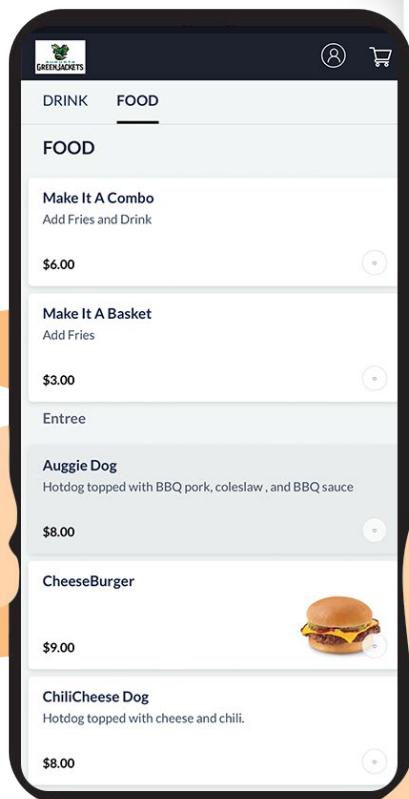 AUGUSTA
GREENJACKETS
DRINK FOOD
FOOD
Make It A Combo
Add Fries and Drink
$6.00
Make It A Basket
Add Fries
$3.00
Entree
Auggie Dog
Hotdog topped with BBQ pork, coleslaw , and BBQ sauce
$8.00
CheeseBurger
$9.00
ChiliCheese Dog
Hotdog topped with cheese and chili.
$8.00